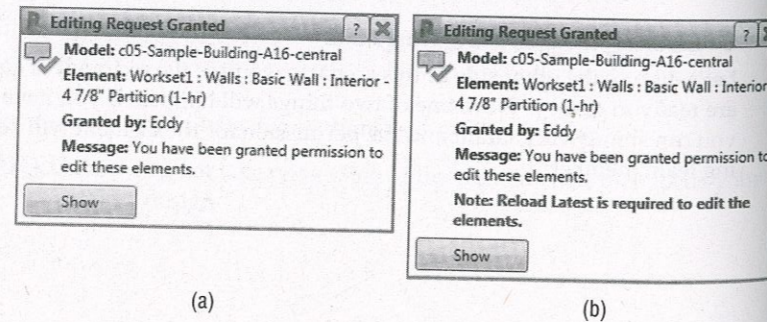 Editing Request Granted
?
Model: c05-Sample-Building-A16-central
Element: Workset1 : Walls : Basic Wall : Interior -
4 7/8" Partition (1-hr)
Granted by: Eddy
Message: You have been granted permission to
edit these elements.
Show
(a)
Editing Request Granted
?
Model: c05-Sample-Building-A16-central
Element: Workset1 : Walls : Basic Wall : Interior
4 7/8" Partition (1-hr)
Granted by: Eddy
Message: You have been granted permission to
edit these elements.
Note: Reload Latest is required to edit the
elements.
Show
(b)